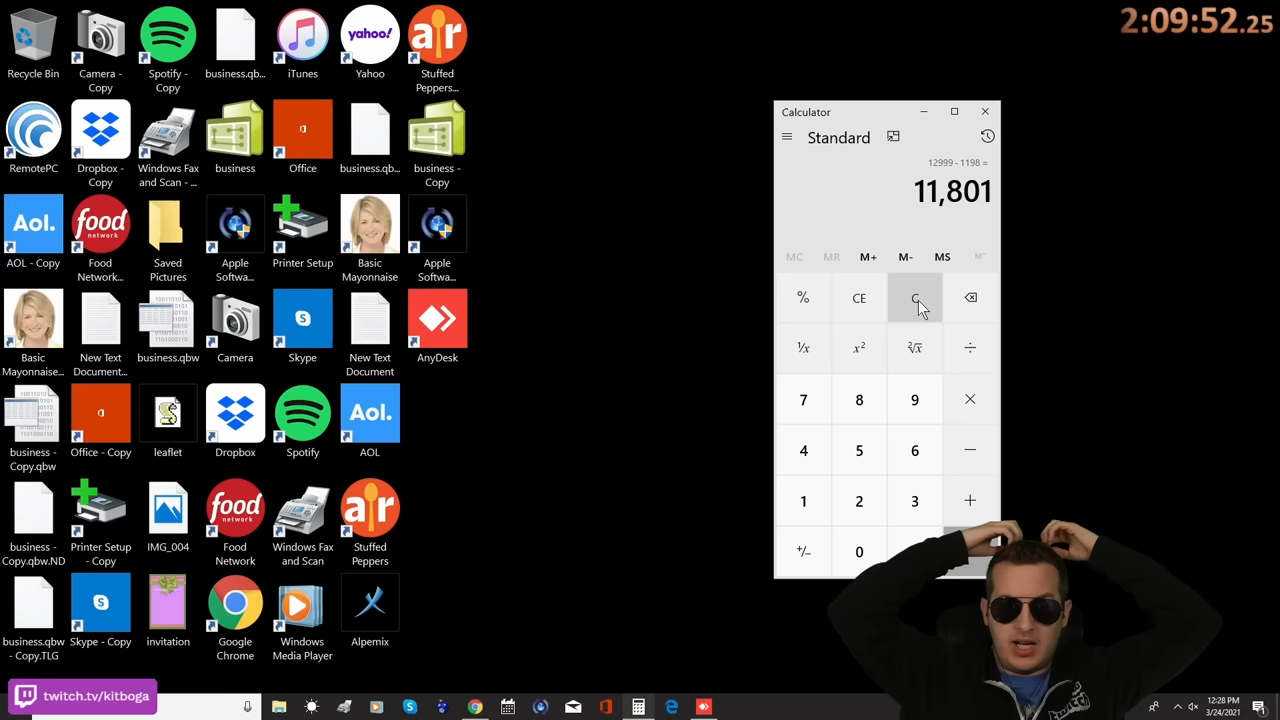 2:09:52.25
Recycle Bin
Camera -
Copy
Spotify -
Copy
business.qb...
iTunes
yahoo!
Yahoo
air
Stuffed
Peppers...
RemotePC
Dropbox -
Copy
Windows Fax
and Scan - ...
business
Office
business.qb...
business -
Copy
Aol.
AOL - Copy
food
network
Food
Network...
Saved
Pictures
Apple
Softwa...
Printer Setup
Basic
Mayonnaise
Apple
Softwa...
Basic
Mayonnaise...
New Text
Document...
business.qbw
Camera
Skype
New Text
Document
AnyDesk
business -
Copy.qbw
Office - Copy
leaflet
Dropbox
Spotify
Aol.
AOL
business -
Copy.qbw.ND
Printer Setup
- Copy
IMG_004
food
network
Food
Network
Windows Fax
and Scan
air
Stuffed
Peppers
business.qbw
- Copy.TLG
Skype - Copy
invitation
Google
Chrome
Windows
Media Player
Alpemix
Calculator
Standard
12999 - 1198 =
11,801
MC MR M+ M- MS M˅
% CE C
¹/x x² ²√x ÷
7 8 9 ×
4 5 6 −
1 2 3 +
+/− 0
twitch.tv/kitboga
12:28 PM
3/24/2021